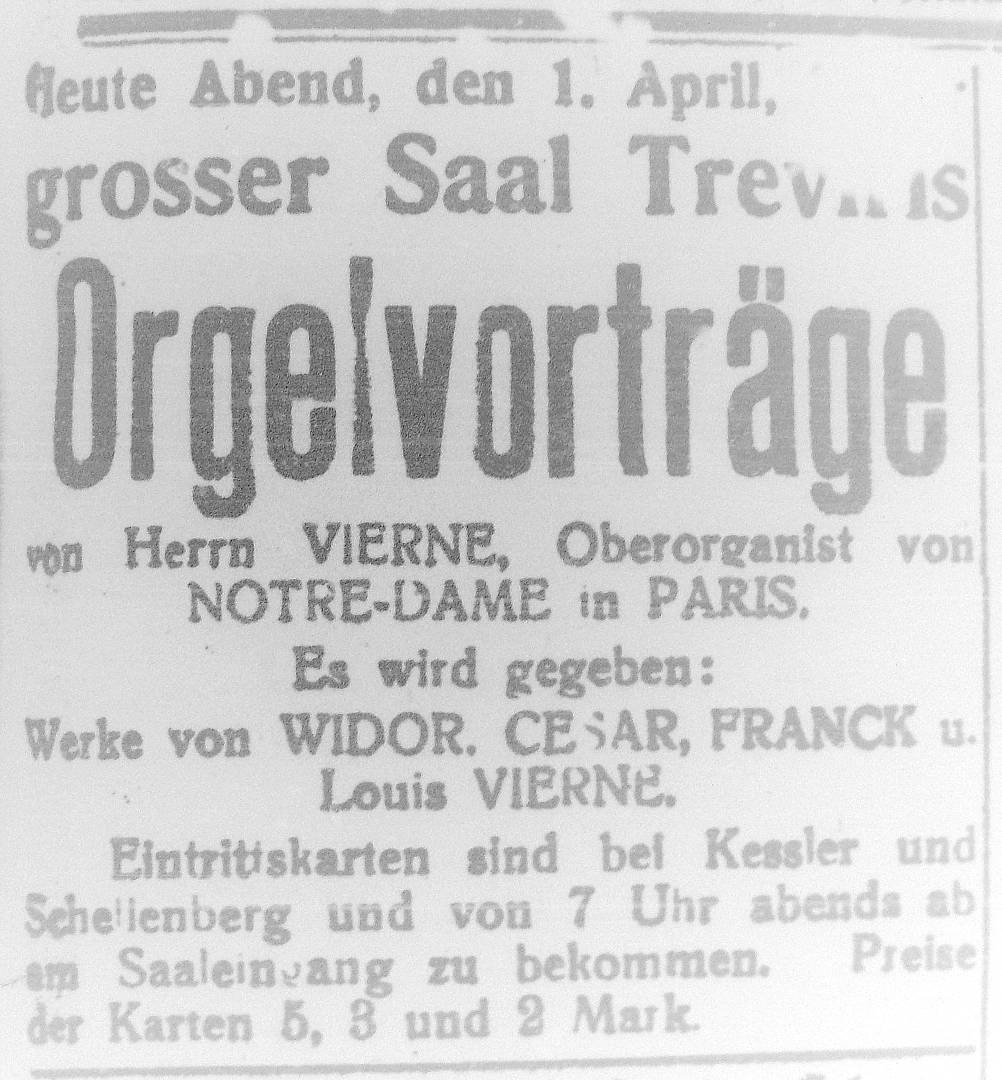 Heute Abend, den 1. April,
grosser Saal
Orgelvorträge
von Herrn VIERNE, Oberorganist von
NOTRE-DAME in PARIS.
Es wird gegeben:
Werke von WIDOR. CESAR, FRANCK u.
Louis VIERNE.
Eintrittskarten sind bei Kessler und
Schellenberg und von 7 Uhr abends ab
am Saaleingang zu bekommen. Preise
der Karten 5, 3 und 2 Mark.